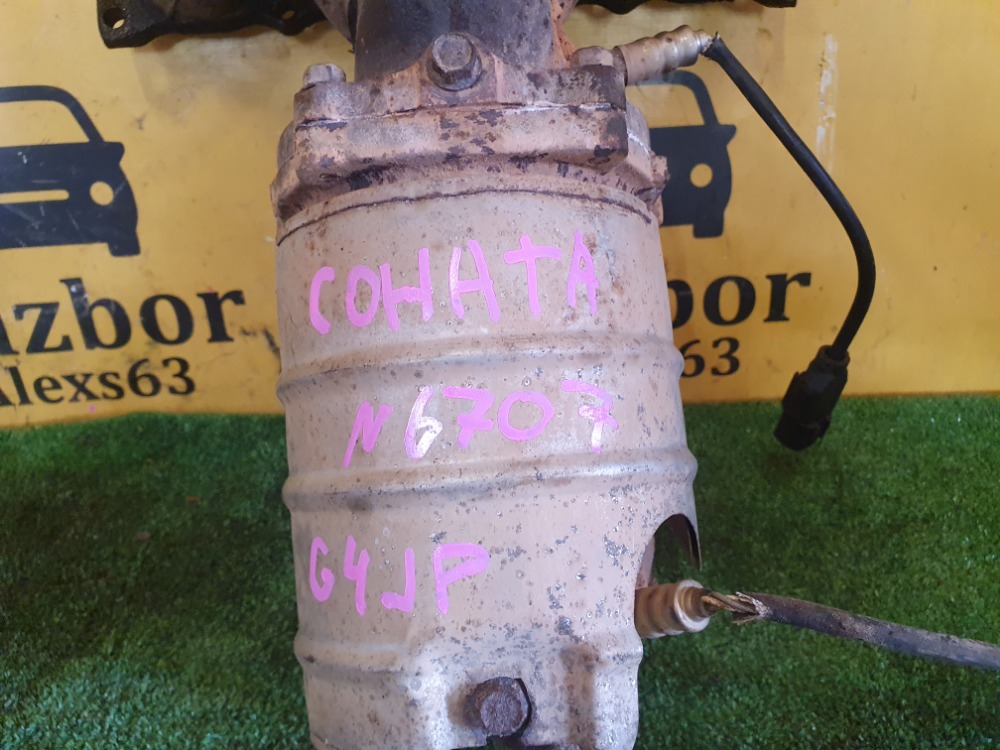 СОНАТА
N6707
G4JP
azbor
Alexs63
bor
63